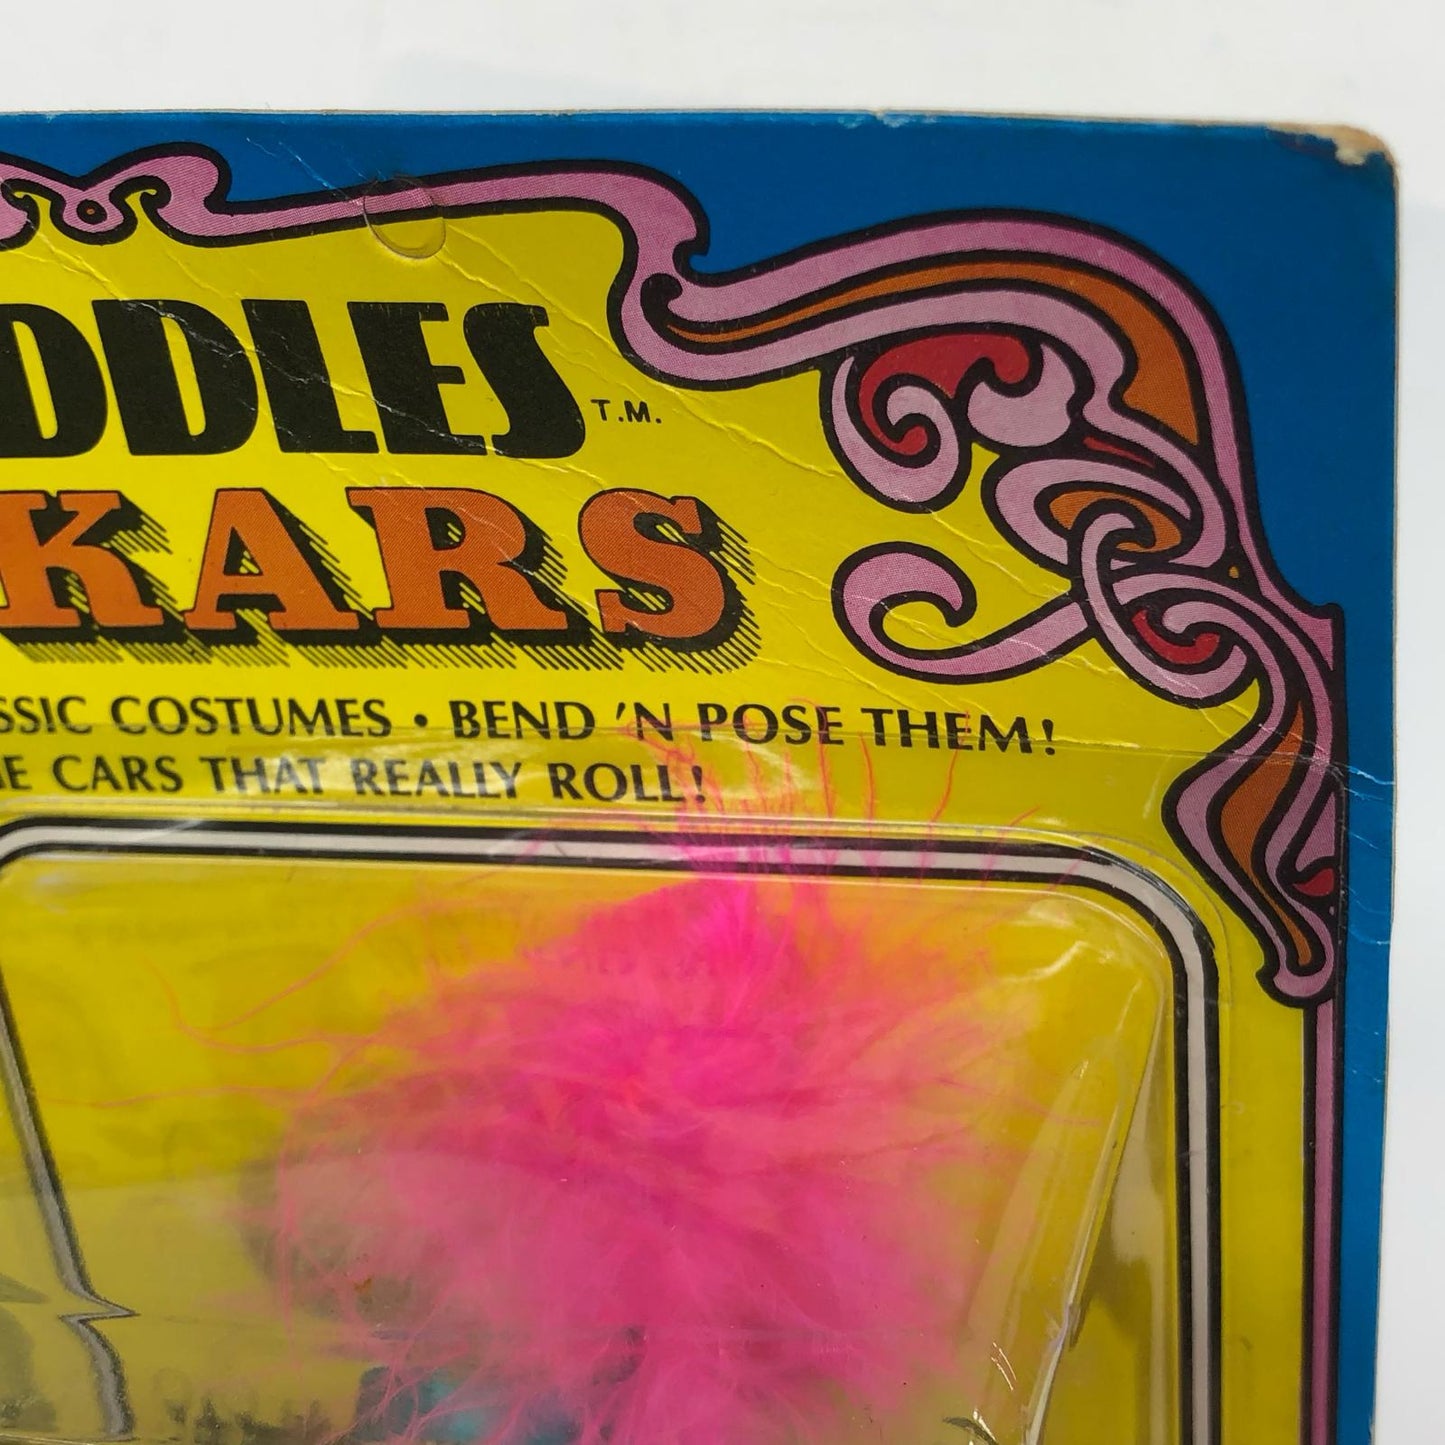 DDLES T.M.
KARS
SSIC COSTUMES • BEND 'N POSE THEM!
E CARS THAT REALLY ROLL!